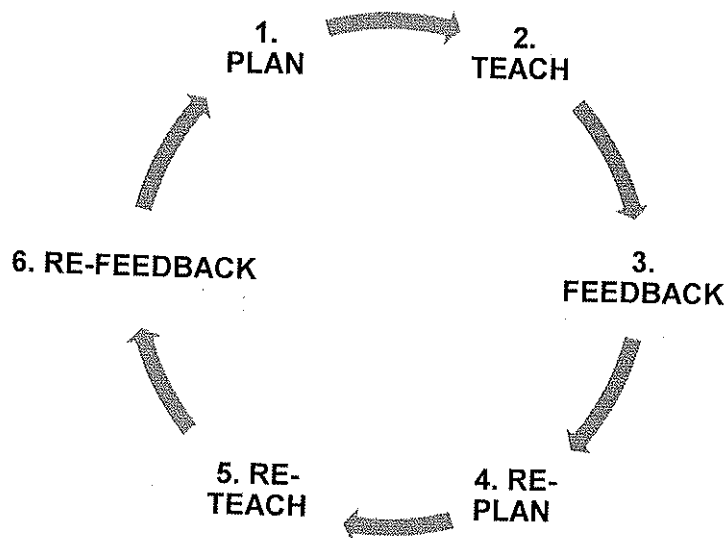 1.
PLAN
2.
TEACH
3.
FEEDBACK
4. RE-
PLAN
5. RE-
TEACH
6. RE-FEEDBACK